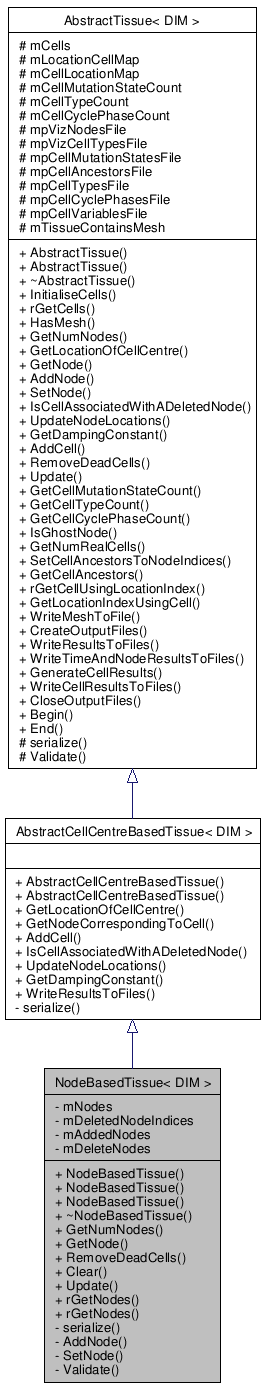 AbstractTissue< DIM >
# mCells
# mLocationCellMap
# mCellLocationMap
# mCellMutationStateCount
# mCellTypeCount
# mCellCyclePhaseCount
# mpVizNodesFile
# mpVizCellTypesFile
# mpCellMutationStatesFile
# mpCellAncestorsFile
# mpCellTypesFile
# mpCellCyclePhasesFile
# mpCellVariablesFile
# mTissueContainsMesh
+ AbstractTissue()
+ AbstractTissue()
+ ~AbstractTissue()
+ InitialiseCells()
+ rGetCells()
+ HasMesh()
+ GetNumNodes()
+ GetLocationOfCellCentre()
+ GetNode()
+ AddNode()
+ SetNode()
+ IsCellAssociatedWithADeletedNode()
+ UpdateNodeLocations()
+ GetDampingConstant()
+ AddCell()
+ RemoveDeadCells()
+ Update()
+ GetCellMutationStateCount()
+ GetCellTypeCount()
+ GetCellCyclePhaseCount()
+ IsGhostNode()
+ GetNumRealCells()
+ SetCellAncestorsToNodeIndices()
+ GetCellAncestors()
+ rGetCellUsingLocationIndex()
+ GetLocationIndexUsingCell()
+ WriteMeshToFile()
+ CreateOutputFiles()
+ WriteResultsToFiles()
+ WriteTimeAndNodeResultsToFiles()
+ GenerateCellResults()
+ WriteCellResultsToFiles()
+ CloseOutputFiles()
+ Begin()
+ End()
# serialize()
# Validate()
AbstractCellCentreBasedTissue< DIM >
+ AbstractCellCentreBasedTissue()
+ AbstractCellCentreBasedTissue()
+ GetLocationOfCellCentre()
+ GetNodeCorrespondingToCell()
+ AddCell()
+ IsCellAssociatedWithADeletedNode()
+ UpdateNodeLocations()
+ GetDampingConstant()
+ WriteResultsToFiles()
- serialize()
NodeBasedTissue< DIM >
- mNodes
- mDeletedNodeIndices
- mAddedNodes
- mDeleteNodes
+ NodeBasedTissue()
+ NodeBasedTissue()
+ NodeBasedTissue()
+ ~NodeBasedTissue()
+ GetNumNodes()
+ GetNode()
+ RemoveDeadCells()
+ Clear()
+ Update()
+ rGetNodes()
+ rGetNodes()
- serialize()
- AddNode()
- SetNode()
- Validate()